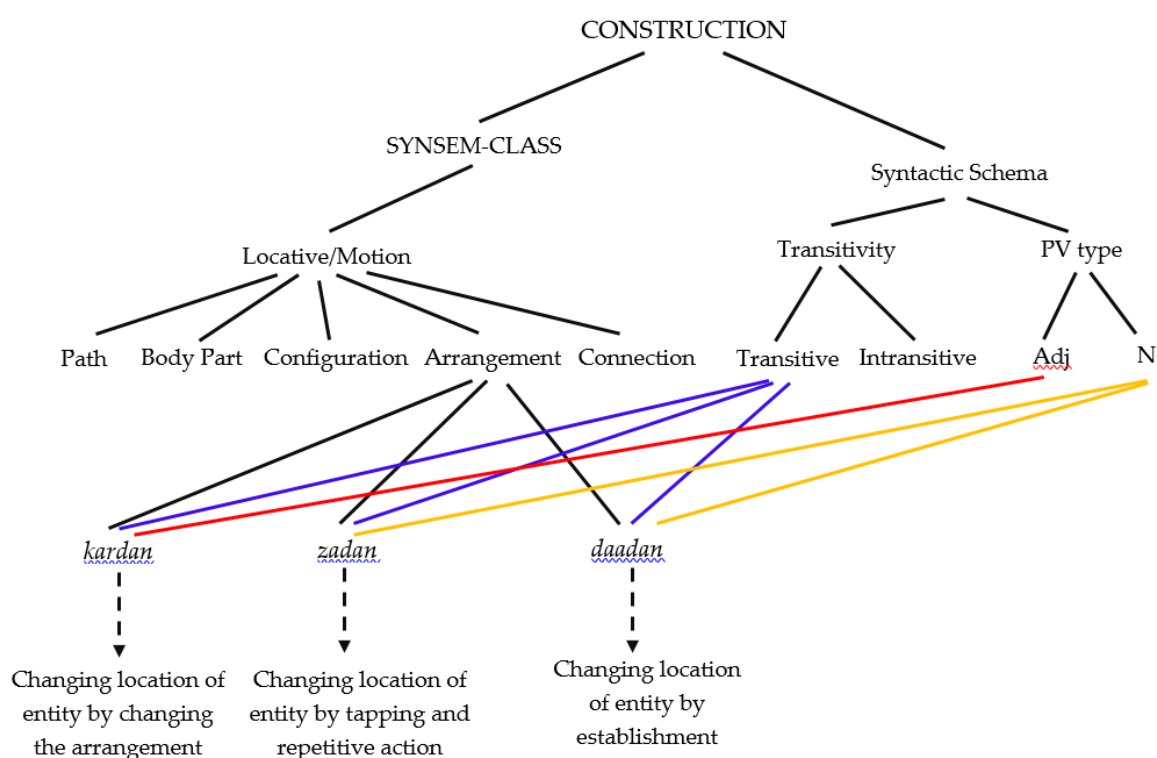 CONSTRUCTION
SYNSEM-CLASS
Syntactic Schema
Locative/Motion
Transitivity
PV type
Path
Body Part
Configuration
Arrangement
Connection
Transitive
Intransitive
Adj
N
kardan
zadan
daadan
Changing location of
entity by changing
the arrangement
Changing location of
entity by tapping and
repetitive action
Changing location
of entity by
establishment